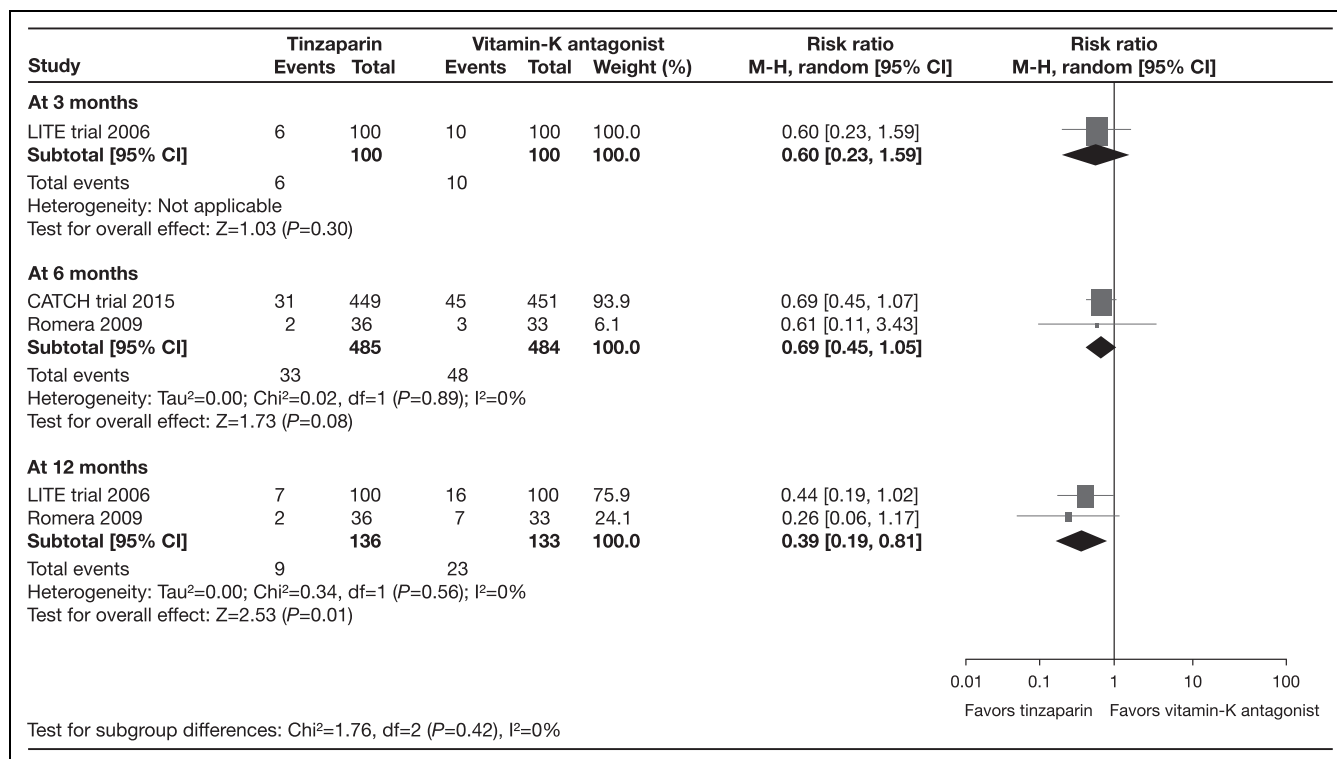 Tinzaparin Vitamin-K antagonist Risk ratio Risk ratio
Study Events Total Events Total Weight (%) M-H, random [95% CI] M-H, random [95% CI]
At 3 months
LITE trial 2006 6 100 10 100 100.0 0.60 [0.23, 1.59]
Subtotal [95% CI] 100 100 100.0 0.60 [0.23, 1.59]
Total events 6 10
Heterogeneity: Not applicable
Test for overall effect: Z=1.03 (P=0.30)
At 6 months
CATCH trial 2015 31 449 45 451 93.9 0.69 [0.45, 1.07]
Romera 2009 2 36 3 33 6.1 0.61 [0.11, 3.43]
Subtotal [95% CI] 485 484 100.0 0.69 [0.45, 1.05]
Total events 33 48
Heterogeneity: Tau²=0.00; Chi²=0.02, df=1 (P=0.89); I²=0%
Test for overall effect: Z=1.73 (P=0.08)
At 12 months
LITE trial 2006 7 100 16 100 75.9 0.44 [0.19, 1.02]
Romera 2009 2 36 7 33 24.1 0.26 [0.06, 1.17]
Subtotal [95% CI] 136 133 100.0 0.39 [0.19, 0.81]
Total events 9 23
Heterogeneity: Tau²=0.00; Chi²=0.34, df=1 (P=0.56); I²=0%
Test for overall effect: Z=2.53 (P=0.01)
0.01 0.1 1 10 100
Favors tinzaparin Favors vitamin-K antagonist
Test for subgroup differences: Chi²=1.76, df=2 (P=0.42), I²=0%